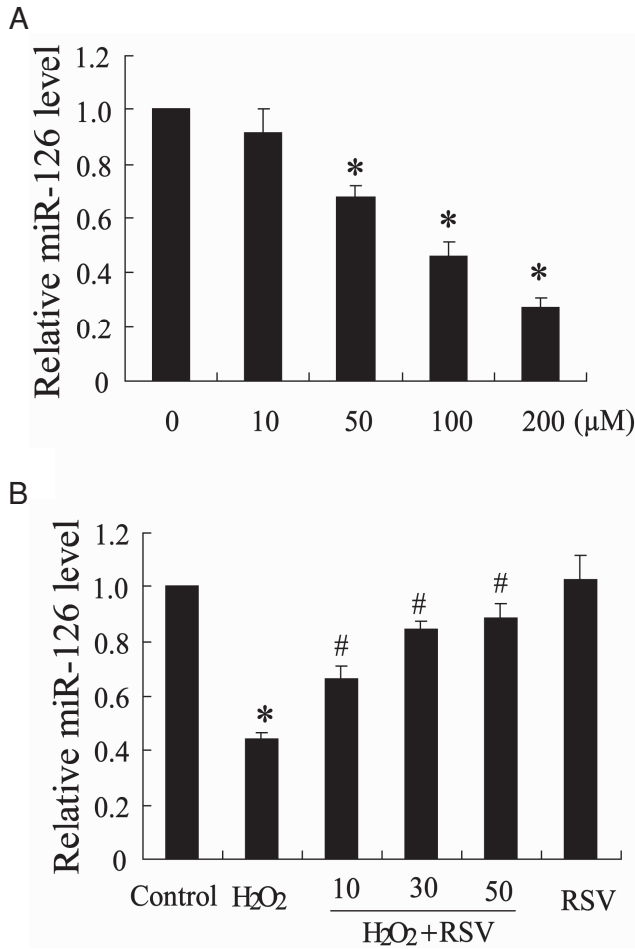 A
Relative miR-126 level
1.2
1.0
0.8
0.6
0.4
0.2
0
* * *
0 10 50 100 200 (μM)
B
Relative miR-126 level
1.2
1.0
0.8
0.6
0.4
0.2
0
* # # #
Control H2O2 10 30 50 RSV
H2O2+RSV